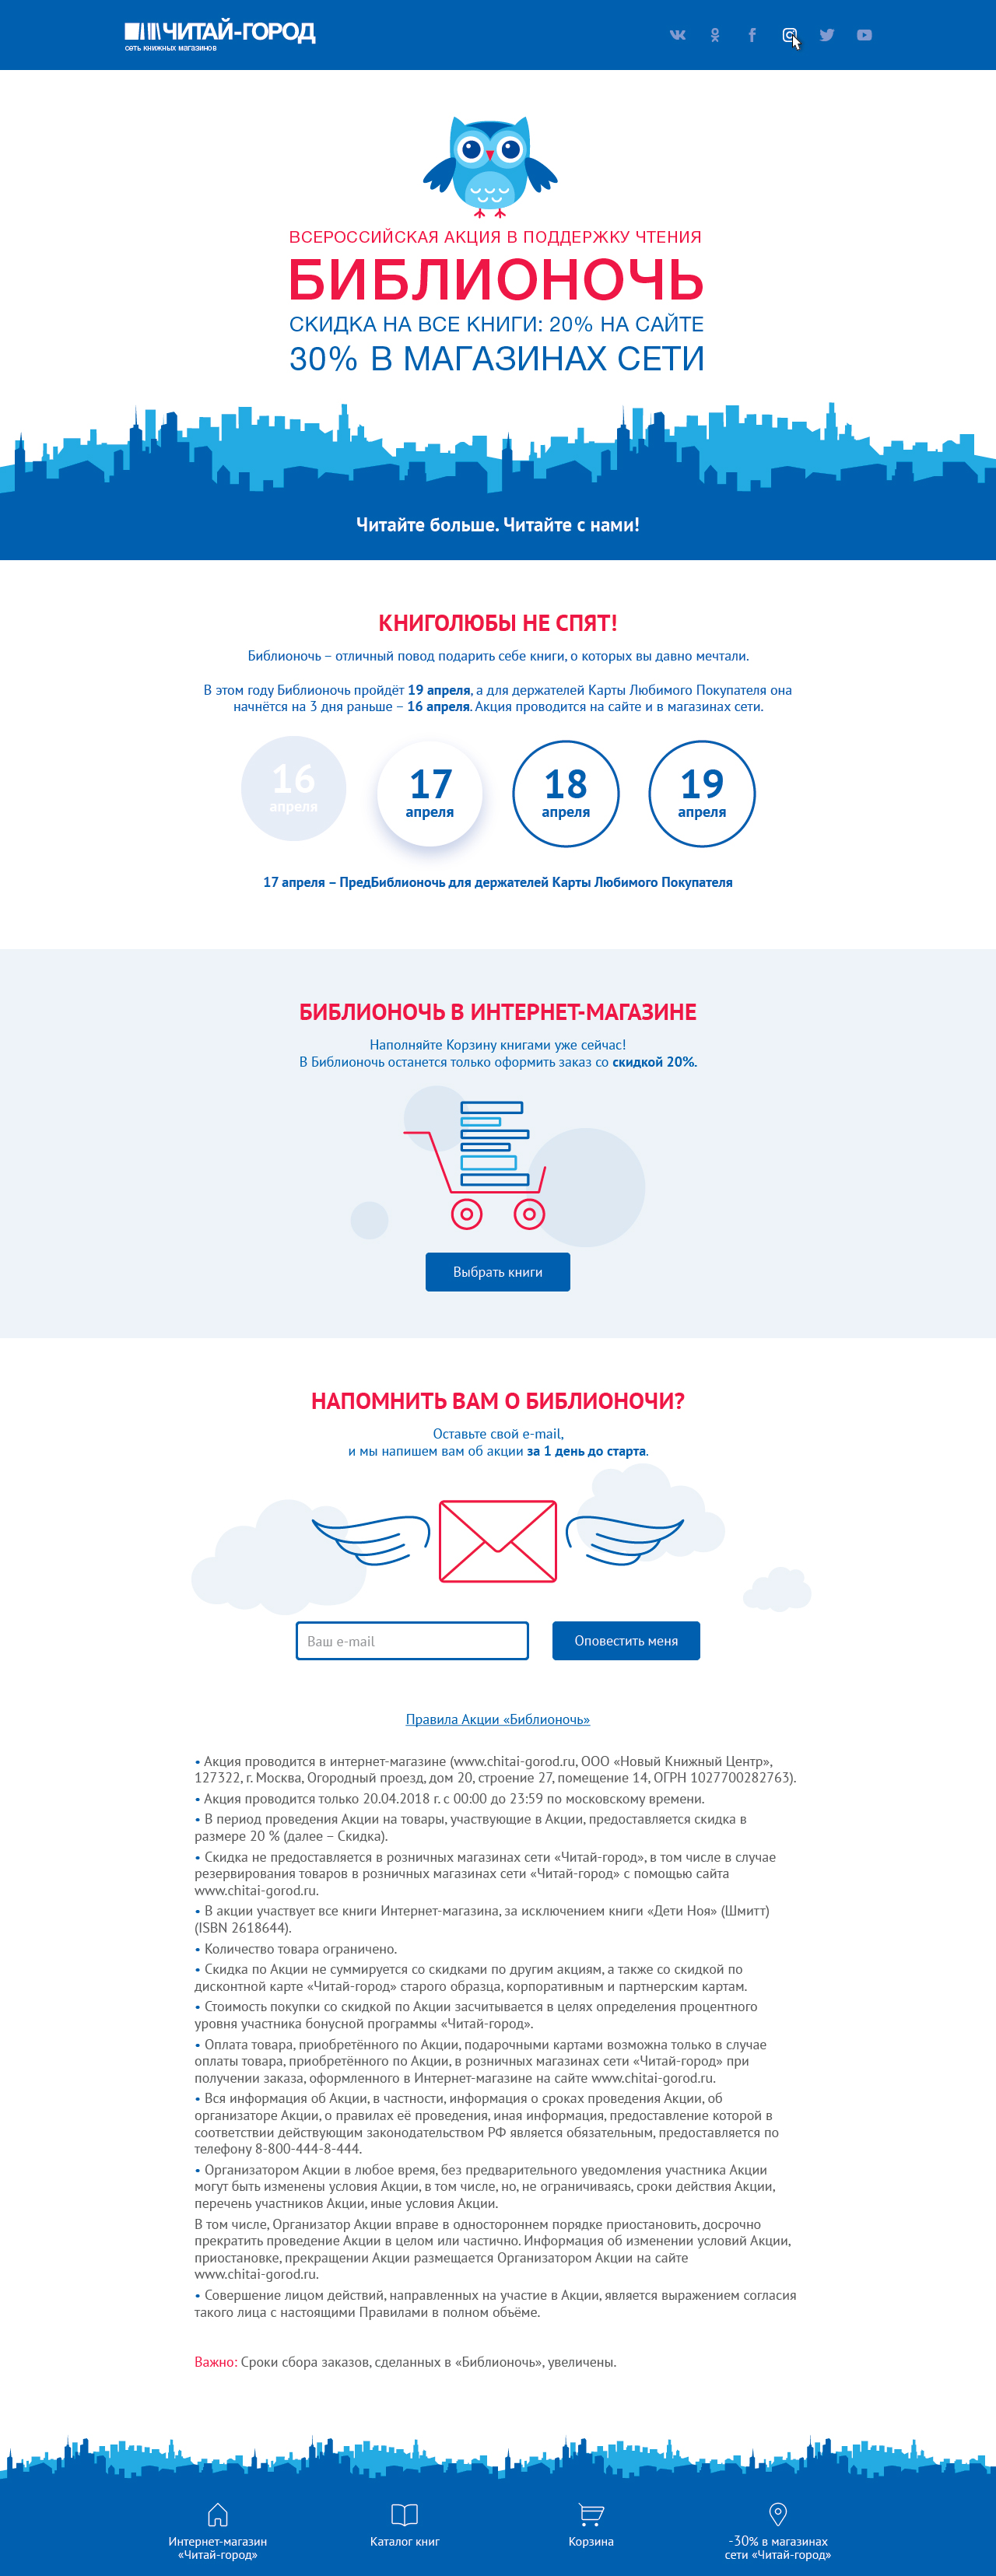 ЧИТАЙ-ГОРОД
сеть книжных магазинов
ВСЕРОССИЙСКАЯ АКЦИЯ В ПОДДЕРЖКУ ЧТЕНИЯ
БИБЛИОНОЧЬ
СКИДКА НА ВСЕ КНИГИ: 20% НА САЙТЕ
30% В МАГАЗИНАХ СЕТИ
Читайте больше. Читайте с нами!
КНИГОЛЮБЫ НЕ СПЯТ!
Библионочь – отличный повод подарить себе книги, о которых вы давно мечтали.
В этом году Библионочь пройдёт 19 апреля, а для держателей Карты Любимого Покупателя она
начнётся на 3 дня раньше – 16 апреля. Акция проводится на сайте и в магазинах сети.
16 17 18 19
апреля апреля апреля апреля
17 апреля – ПредБиблионочь для держателей Карты Любимого Покупателя
БИБЛИОНОЧЬ В ИНТЕРНЕТ-МАГАЗИНЕ
Наполняйте Корзину книгами уже сейчас!
В Библионочь останется только оформить заказ со скидкой 20%.
Выбрать книги
НАПОМНИТЬ ВАМ О БИБЛИОНОЧИ?
Оставьте свой e-mail,
и мы напишем вам об акции за 1 день до старта.
Ваш e-mail Оповестить меня
Правила Акции «Библионочь»
• Акция проводится в интернет-магазине (www.chitai-gorod.ru, ООО «Новый Книжный Центр»,
127322, г. Москва, Огородный проезд, дом 20, строение 27, помещение 14, ОГРН 1027700282763).
• Акция проводится только 20.04.2018 г. с 00:00 до 23:59 по московскому времени.
• В период проведения Акции на товары, участвующие в Акции, предоставляется скидка в
размере 20 % (далее – Скидка).
• Скидка не предоставляется в розничных магазинах сети «Читай-город», в том числе в случае
резервирования товаров в розничных магазинах сети «Читай-город» с помощью сайта
www.chitai-gorod.ru.
• В акции участвует все книги Интернет-магазина, за исключением книги «Дети Ноя» (Шмитт)
(ISBN 2618644).
• Количество товара ограничено.
• Скидка по Акции не суммируется со скидками по другим акциям, а также со скидкой по
дисконтной карте «Читай-город» старого образца, корпоративным и партнерским картам.
• Стоимость покупки со скидкой по Акции засчитывается в целях определения процентного
уровня участника бонусной программы «Читай-город».
• Оплата товара, приобретённого по Акции, подарочными картами возможна только в случае
оплаты товара, приобретённого по Акции, в розничных магазинах сети «Читай-город» при
получении заказа, оформленного в Интернет-магазине на сайте www.chitai-gorod.ru.
• Вся информация об Акции, в частности, информация о сроках проведения Акции, об
организаторе Акции, о правилах её проведения, иная информация, предоставление которой в
соответствии действующим законодательством РФ является обязательным, предоставляется по
телефону 8-800-444-8-444.
• Организатором Акции в любое время, без предварительного уведомления участника Акции
могут быть изменены условия Акции, в том числе, но, не ограничиваясь, сроки действия Акции,
перечень участников Акции, иные условия Акции.
В том числе, Организатор Акции вправе в одностороннем порядке приостановить, досрочно
прекратить проведение Акции в целом или частично. Информация об изменении условий Акции,
приостановке, прекращении Акции размещается Организатором Акции на сайте
www.chitai-gorod.ru.
• Совершение лицом действий, направленных на участие в Акции, является выражением согласия
такого лица с настоящими Правилами в полном объёме.
Важно: Сроки сбора заказов, сделанных в «Библионочь», увеличены.
Интернет-магазин
«Читай-город»
Каталог книг
Корзина
-30% в магазинах
сети «Читай-город»